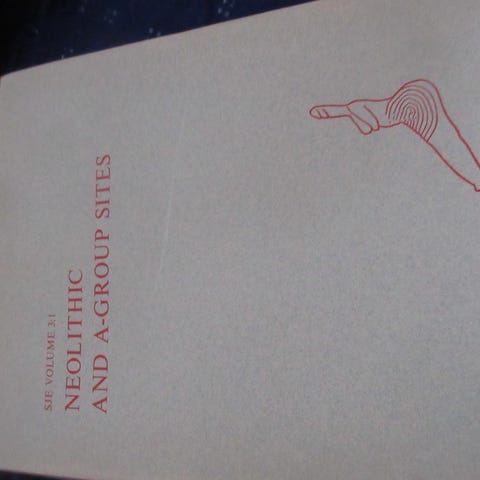 SJE VOLUME 3:1
NEOLITHIC
AND A-GROUP SITES